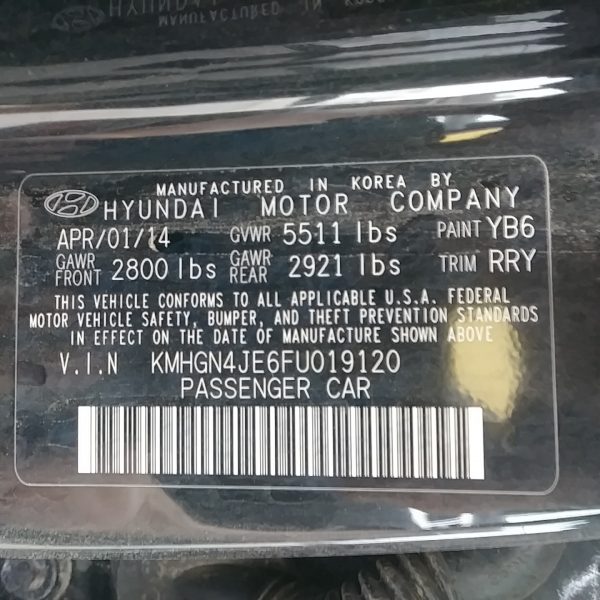 HYUNDAI
MANUFACTURED IN KOREA BY
HYUNDAI MOTOR COMPANY
APR/01/14 GVWR 5511 lbs PAINT YB6
GAWR FRONT 2800 lbs GAWR REAR 2921 lbs TRIM RRY
THIS VEHICLE CONFORMS TO ALL APPLICABLE U.S.A. FEDERAL
MOTOR VEHICLE SAFETY, BUMPER, AND THEFT PREVENTION STANDARDS
IN EFFECT ON THE DATE OF MANUFACTURE SHOWN ABOVE
V.I.N KMHGN4JE6FU019120
PASSENGER CAR